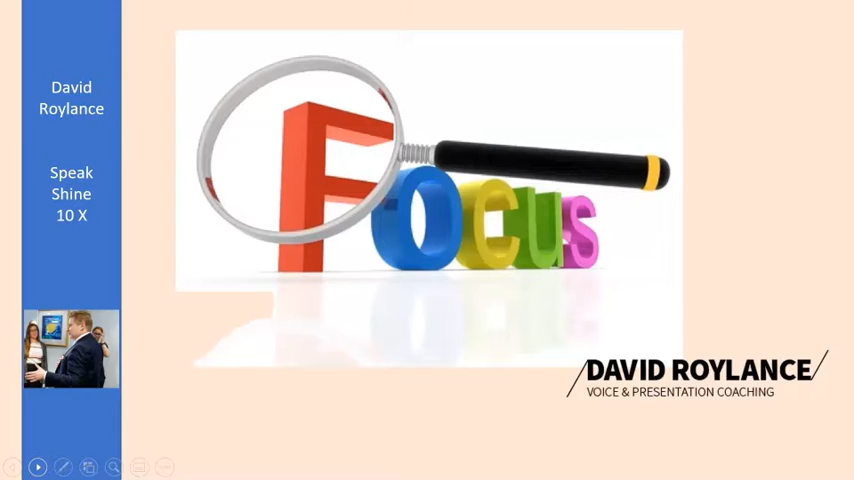 David
Roylance
Speak
Shine
10 X
FOCUS
DAVID ROYLANCE
VOICE & PRESENTATION COACHING